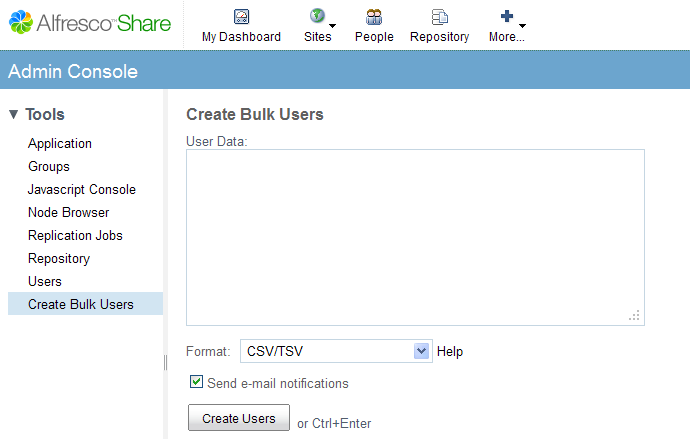 Alfresco™ Share
My Dashboard Sites People Repository More...
Admin Console
▼ Tools
Application
Groups
Javascript Console
Node Browser
Replication Jobs
Repository
Users
Create Bulk Users
Create Bulk Users
User Data:
Format: CSV/TSV Help
Send e-mail notifications
Create Users or Ctrl+Enter